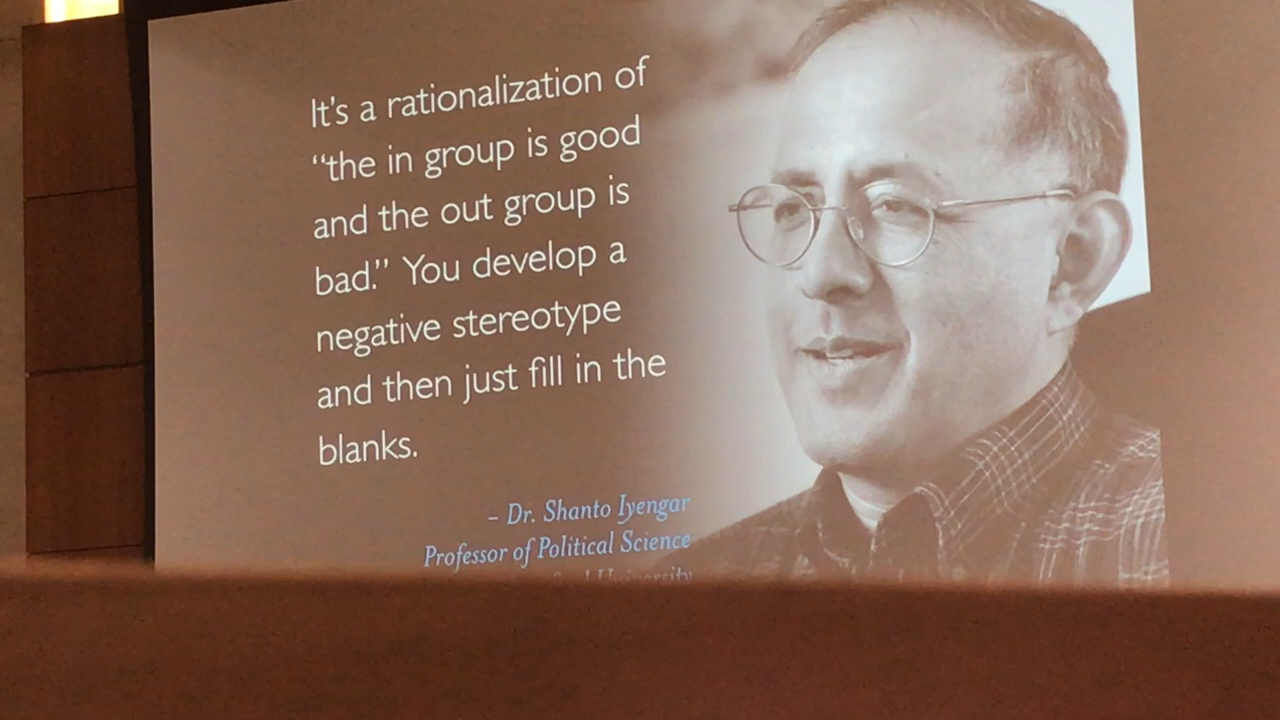 It's a rationalization of
“the in group is good
and the out group is
bad.” You develop a
negative stereotype
and then just fill in the
blanks.
– Dr. Shanto Iyengar
Professor of Political Science
University